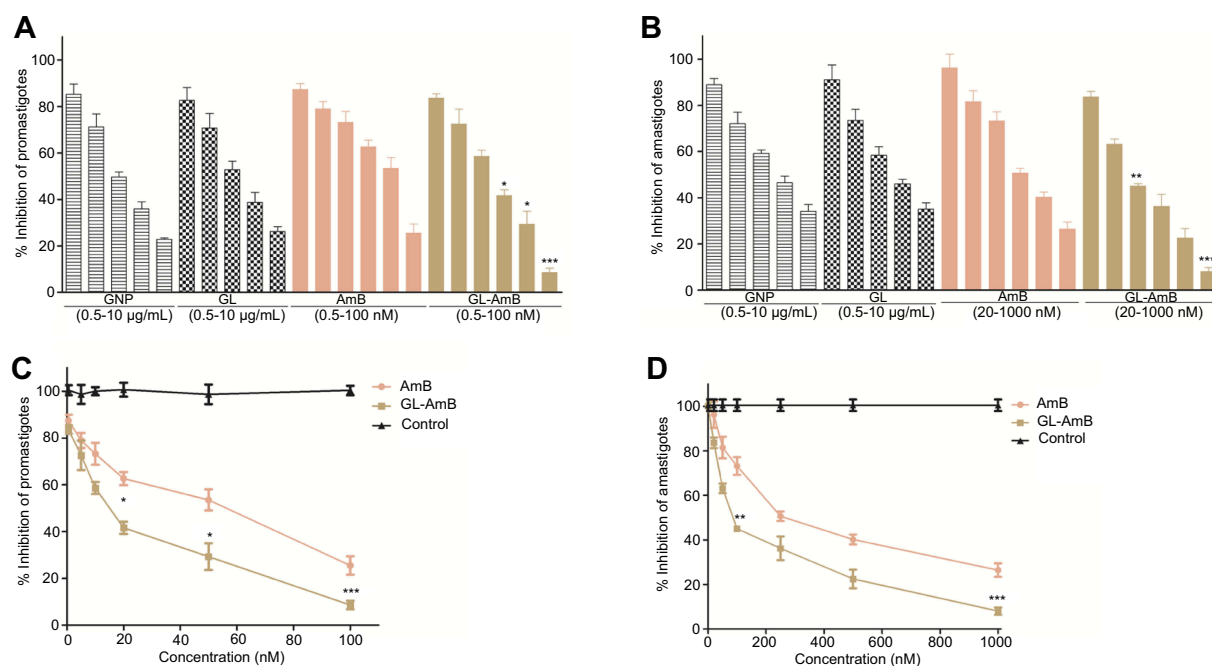 A
% Inhibition of promastigotes
100
80
60
40
20
0
*
*
***
GNP
(0.5-10 µg/mL)
GL
(0.5-10 µg/mL)
AmB
(0.5-100 nM)
GL-AmB
(0.5-100 nM)
B
% Inhibition of amastigotes
100
80
60
40
20
0
**
***
GNP
(0.5-10 µg/mL)
GL
(0.5-10 µg/mL)
AmB
(20-1000 nM)
GL-AmB
(20-1000 nM)
C
% Inhibition of promastigotes
100
80
60
40
20
0
*
*
***
AmB
GL-AmB
Control
0 20 40 60 80 100
Concentration (nM)
D
% Inhibition of amastigotes
100
80
60
40
20
0
**
***
AmB
GL-AmB
Control
0 200 400 600 800 1000
Concentration (nM)